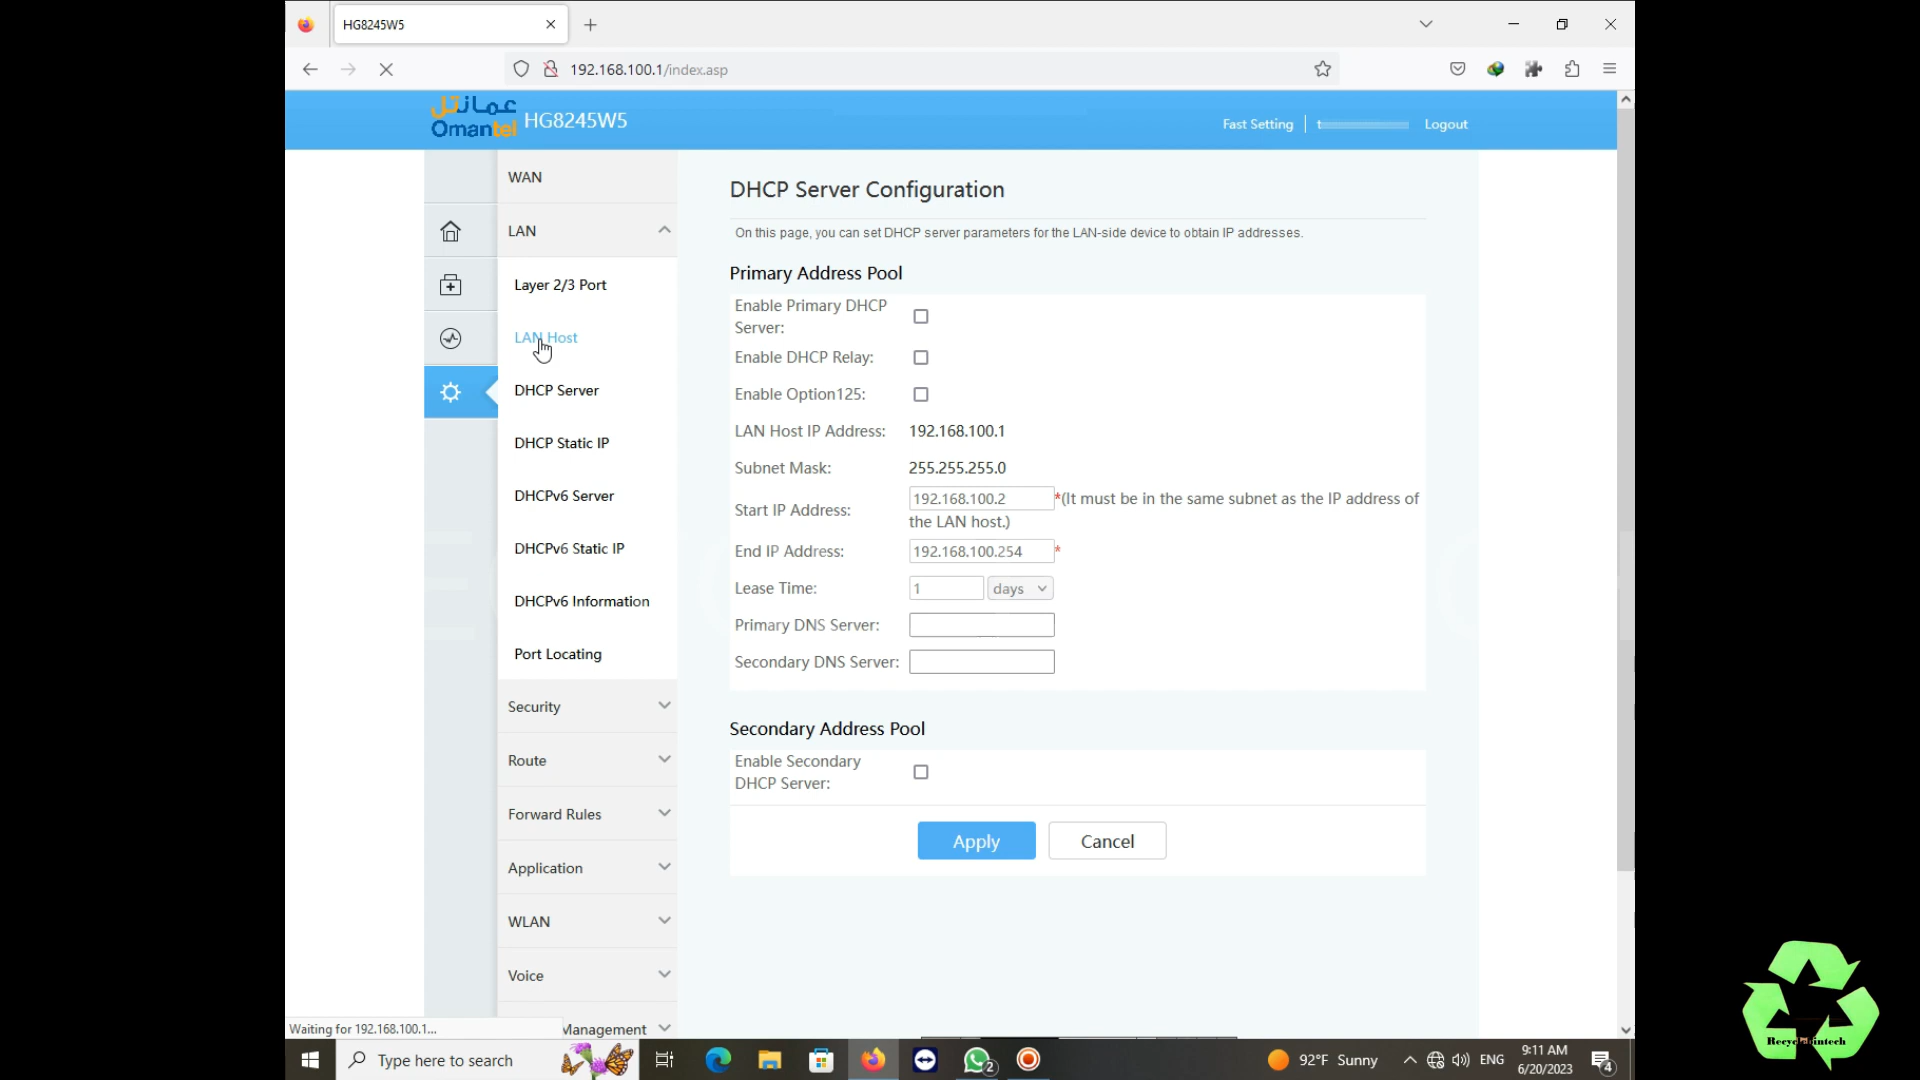 HG8245W5
192.168.100.1/index.asp
عمانتل
Omantel
HG8245W5
Fast Setting
Logout
WAN
LAN
Layer 2/3 Port
LAN Host
DHCP Server
DHCP Static IP
DHCPv6 Server
DHCPv6 Static IP
DHCPv6 Information
Port Locating
Security
Route
Forward Rules
Application
WLAN
Voice
Management
DHCP Server Configuration
On this page, you can set DHCP server parameters for the LAN-side device to obtain IP addresses.
Primary Address Pool
Enable Primary DHCP
Server:
Enable DHCP Relay:
Enable Option125:
LAN Host IP Address: 192.168.100.1
Subnet Mask: 255.255.255.0
Start IP Address: 192.168.100.2 *(It must be in the same subnet as the IP address of
the LAN host.)
End IP Address: 192.168.100.254 *
Lease Time: 1 days
Primary DNS Server:
Secondary DNS Server:
Secondary Address Pool
Enable Secondary
DHCP Server:
Apply Cancel
Waiting for 192.168.100.1...
Type here to search
2
92°F Sunny
ENG
9:11 AM
6/20/2023
4